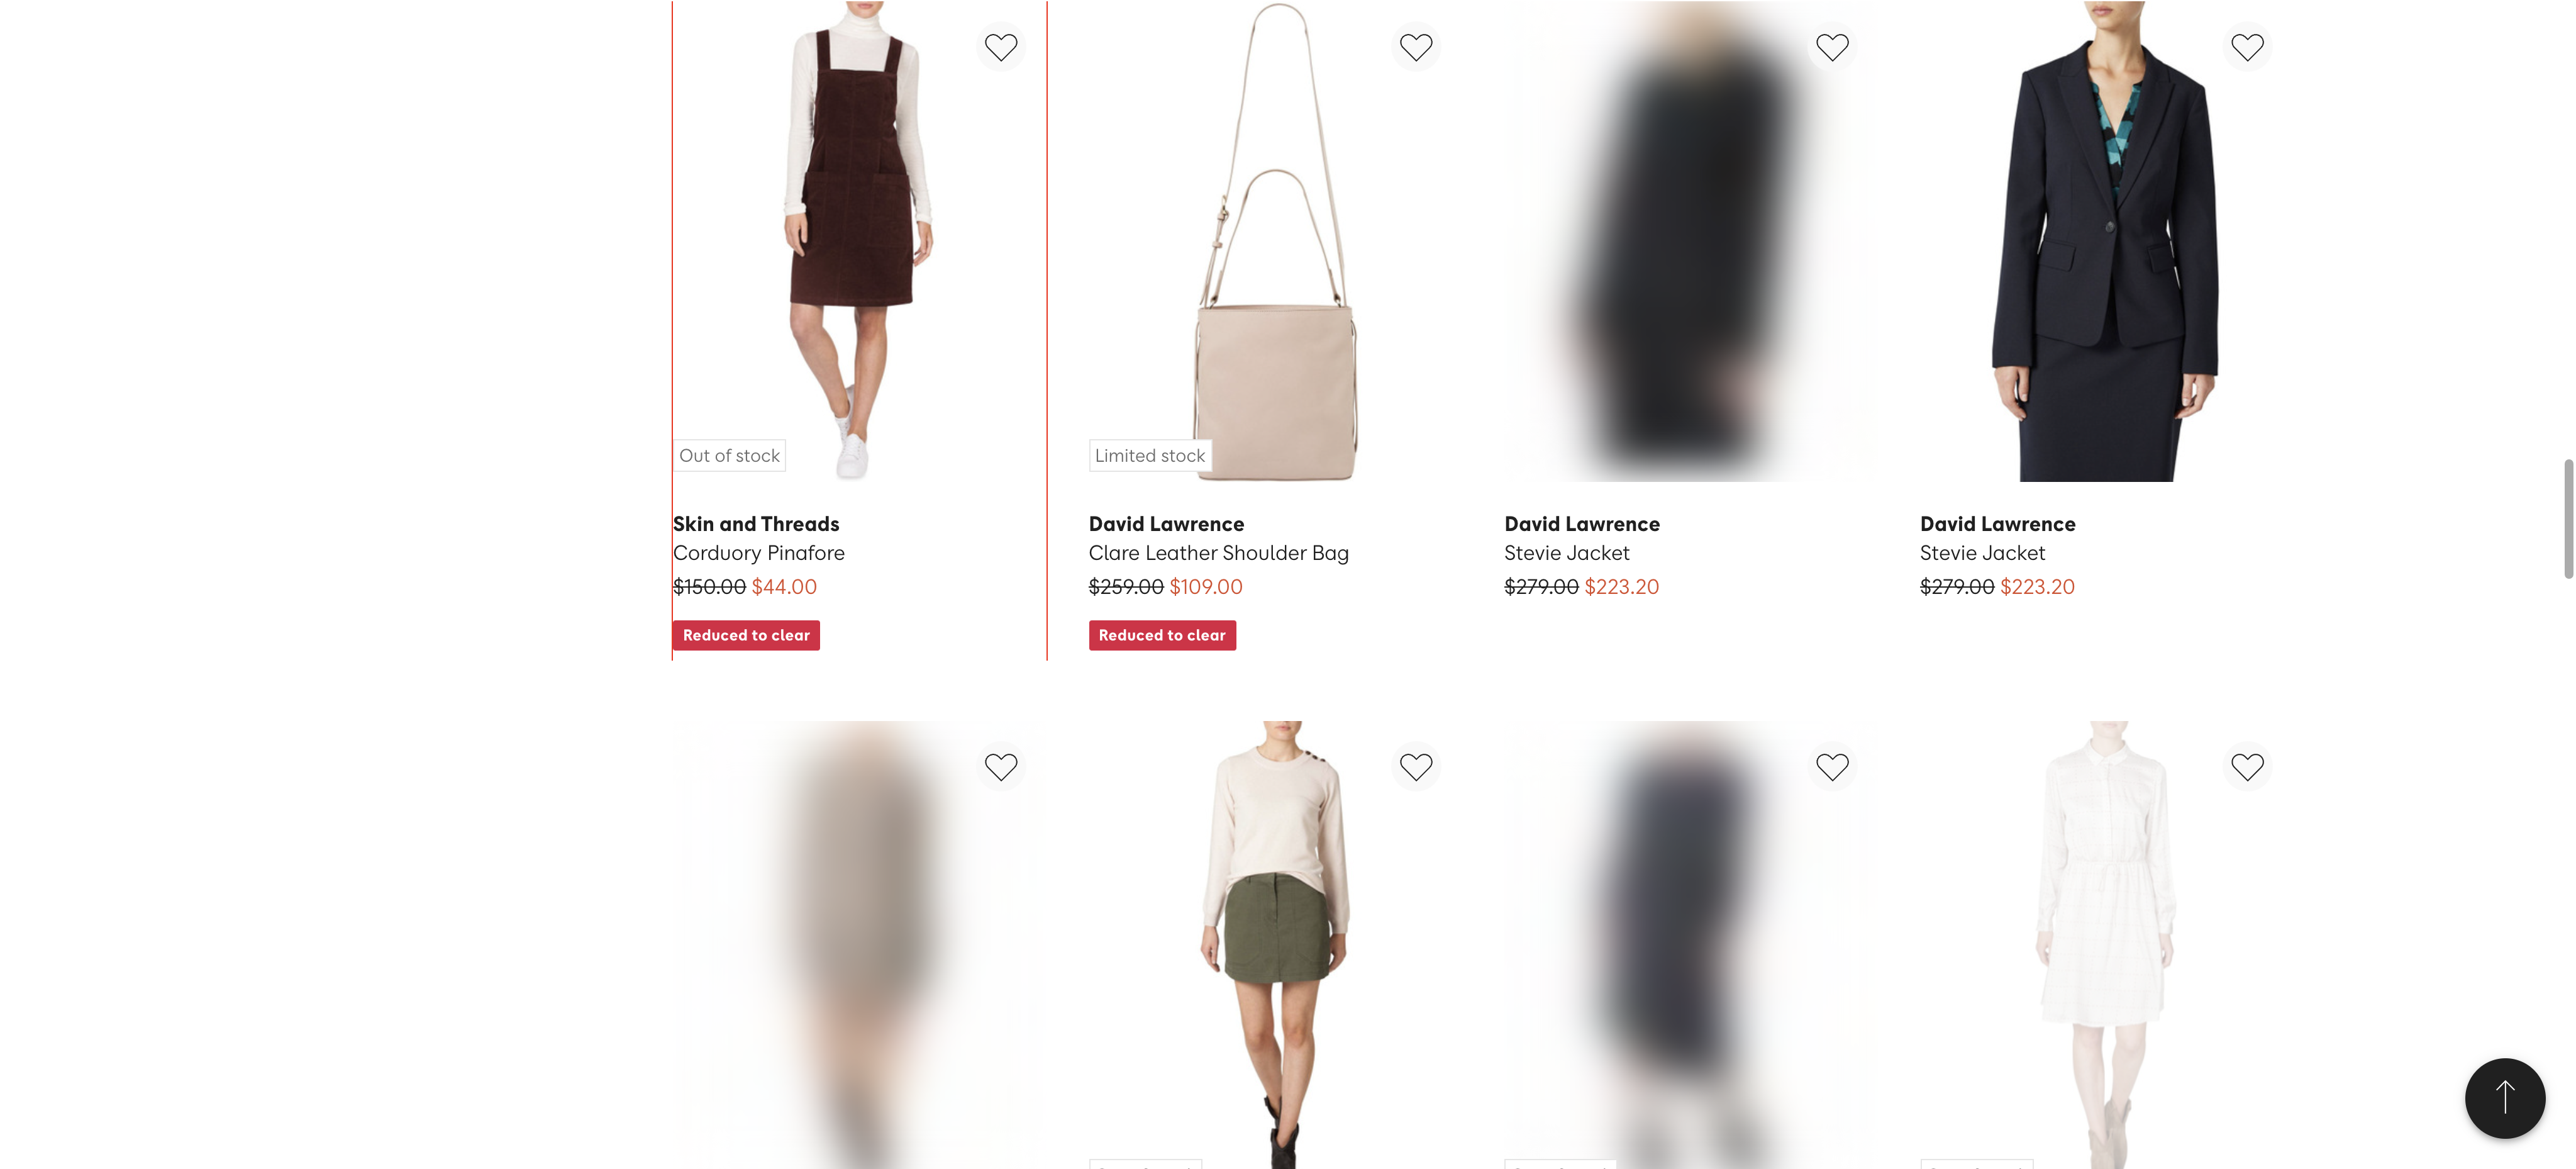 Out of stock
Limited stock
Skin and Threads
Corduory Pinafore
$150.00 $44.00
Reduced to clear
David Lawrence
Clare Leather Shoulder Bag
$259.00 $109.00
Reduced to clear
David Lawrence
Stevie Jacket
$279.00 $223.20
David Lawrence
Stevie Jacket
$279.00 $223.20